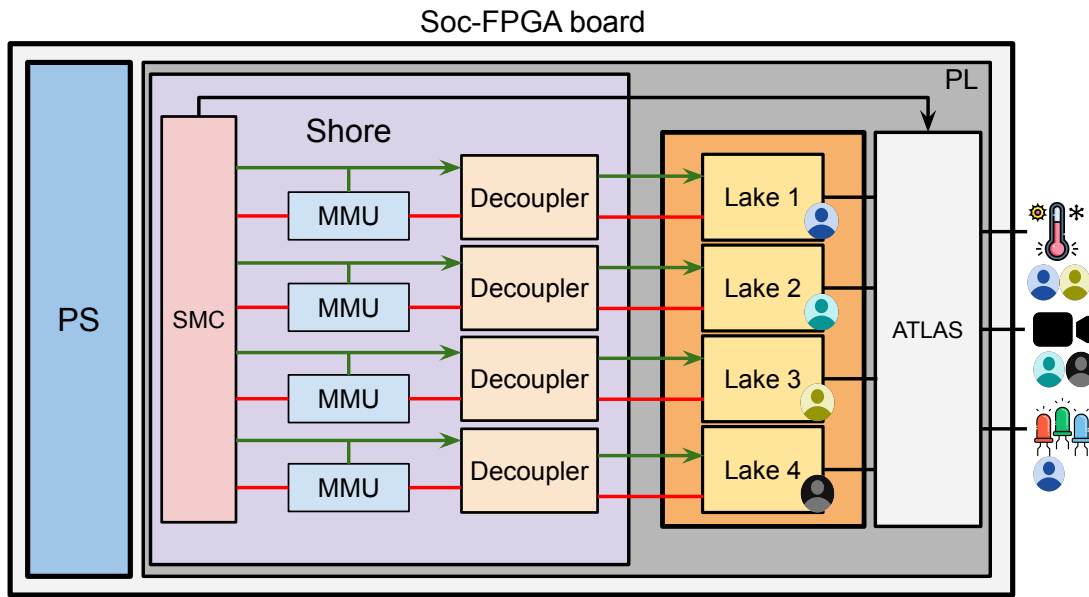 Soc-FPGA board
PL
PS
Shore
SMC
MMU
Decoupler
Lake 1
MMU
Decoupler
Lake 2
MMU
Decoupler
Lake 3
MMU
Decoupler
Lake 4
ATLAS